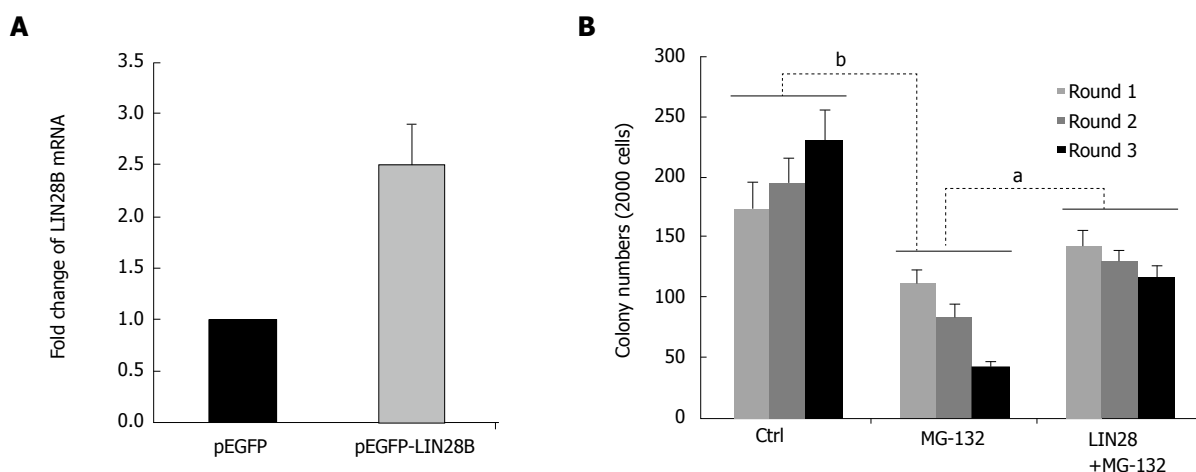 A
Fold change of LIN28B mRNA
3.5
3.0
2.5
2.0
1.5
1.0
0.5
0.0
pEGFP
pEGFP-LIN28B
B
Colony numbers (2000 cells)
300
250
200
150
100
50
0
b
a
Round 1
Round 2
Round 3
Ctrl
MG-132
LIN28
+MG-132